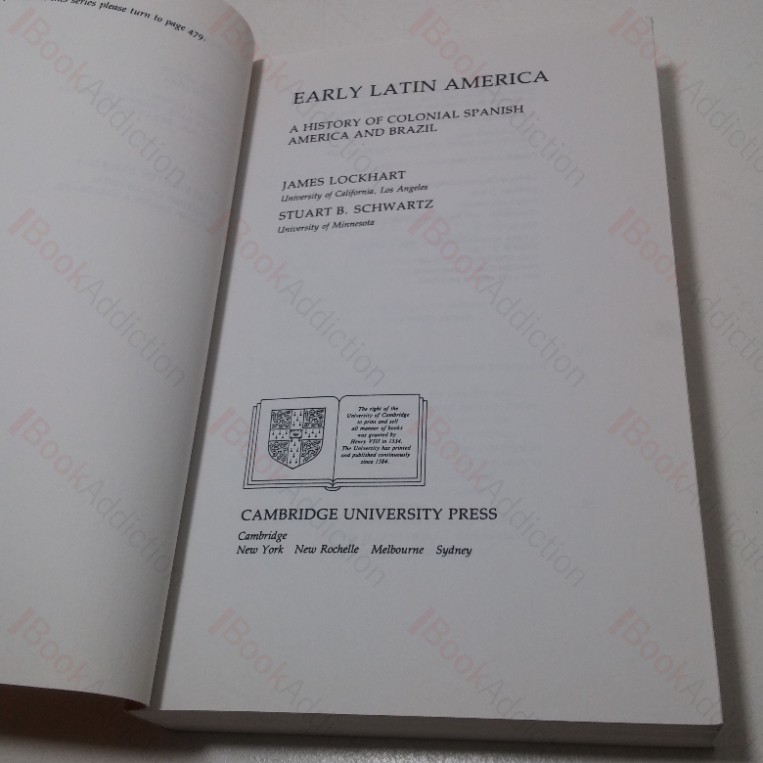 series please turn to page 479.
EARLY LATIN AMERICA
A HISTORY OF COLONIAL SPANISH
AMERICA AND BRAZIL
JAMES LOCKHART
University of California, Los Angeles
STUART B. SCHWARTZ
University of Minnesota
The right of the
University of Cambridge
to print and sell
all manner of books
was granted by
Henry VIII in 1534.
The University has printed
and published continuously
since 1584.
CAMBRIDGE UNIVERSITY PRESS
Cambridge
New York New Rochelle Melbourne Sydney
BookAddiction